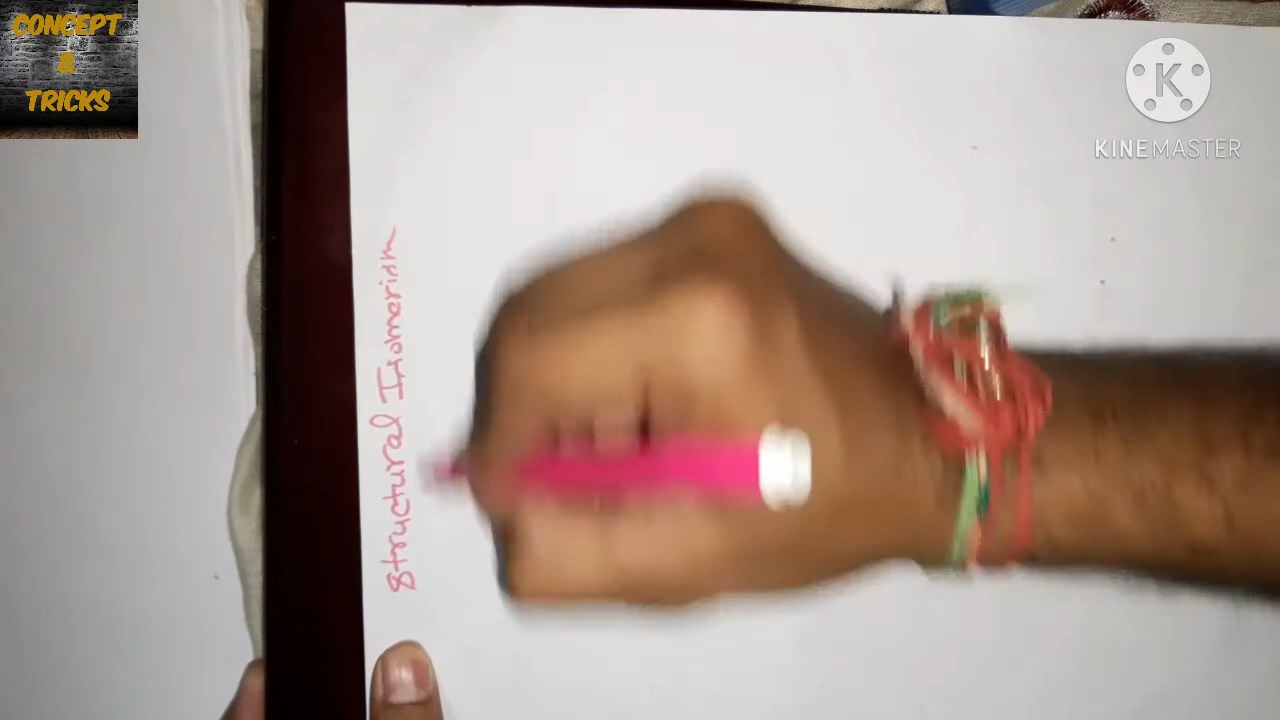 CONCEPT
&
TRICKS
K
KINEMASTER
Structural Isomerism